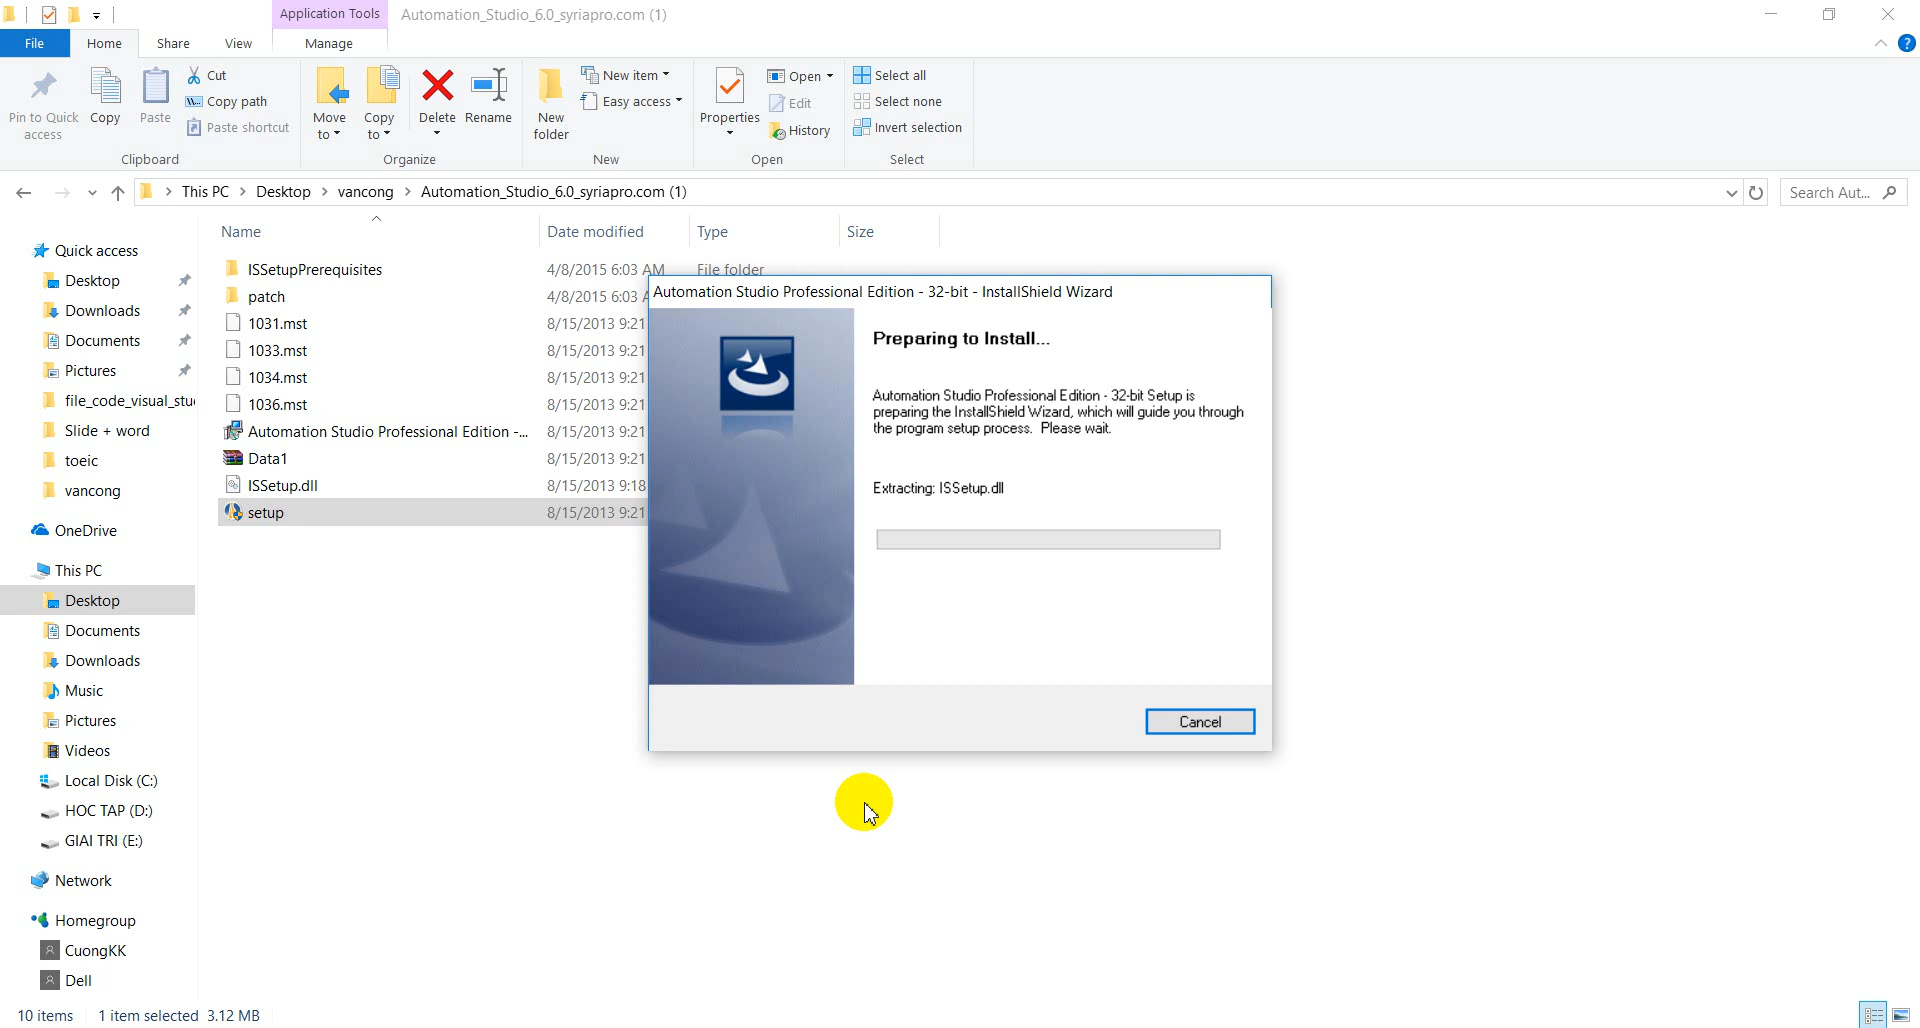 Application Tools
Automation_Studio_6.0_syriapro.com (1)
File
Home
Share
View
Manage
Pin to Quick access
Copy
Paste
Cut
Copy path
Paste shortcut
Clipboard
Move to
Copy to
Delete
Rename
Organize
New folder
New item
Easy access
New
Properties
Open
Edit
History
Open
Select all
Select none
Invert selection
Select
This PC > Desktop > vancong > Automation_Studio_6.0_syriapro.com (1)
Search Aut...
Name
Date modified
Type
Size
Quick access
Desktop
Downloads
Documents
Pictures
file_code_visual_stu
Slide + word
toeic
vancong
OneDrive
This PC
Desktop
Documents
Downloads
Music
Pictures
Videos
Local Disk (C:)
HOC TAP (D:)
GIAI TRI (E:)
Network
Homegroup
CuongKK
Dell
ISSetupPrerequisites 4/8/2015 6:03 AM File folder
patch 4/8/2015 6:03
1031.mst 8/15/2013 9:21
1033.mst 8/15/2013 9:21
1034.mst 8/15/2013 9:21
1036.mst 8/15/2013 9:21
Automation Studio Professional Edition -... 8/15/2013 9:21
Data1 8/15/2013 9:21
ISSetup.dll 8/15/2013 9:18
setup 8/15/2013 9:21
Automation Studio Professional Edition - 32-bit - InstallShield Wizard
Preparing to Install...
Automation Studio Professional Edition - 32-bit Setup is
preparing the InstallShield Wizard, which will guide you through
the program setup process. Please wait.
Extracting: ISSetup.dll
Cancel
10 items 1 item selected 3.12 MB